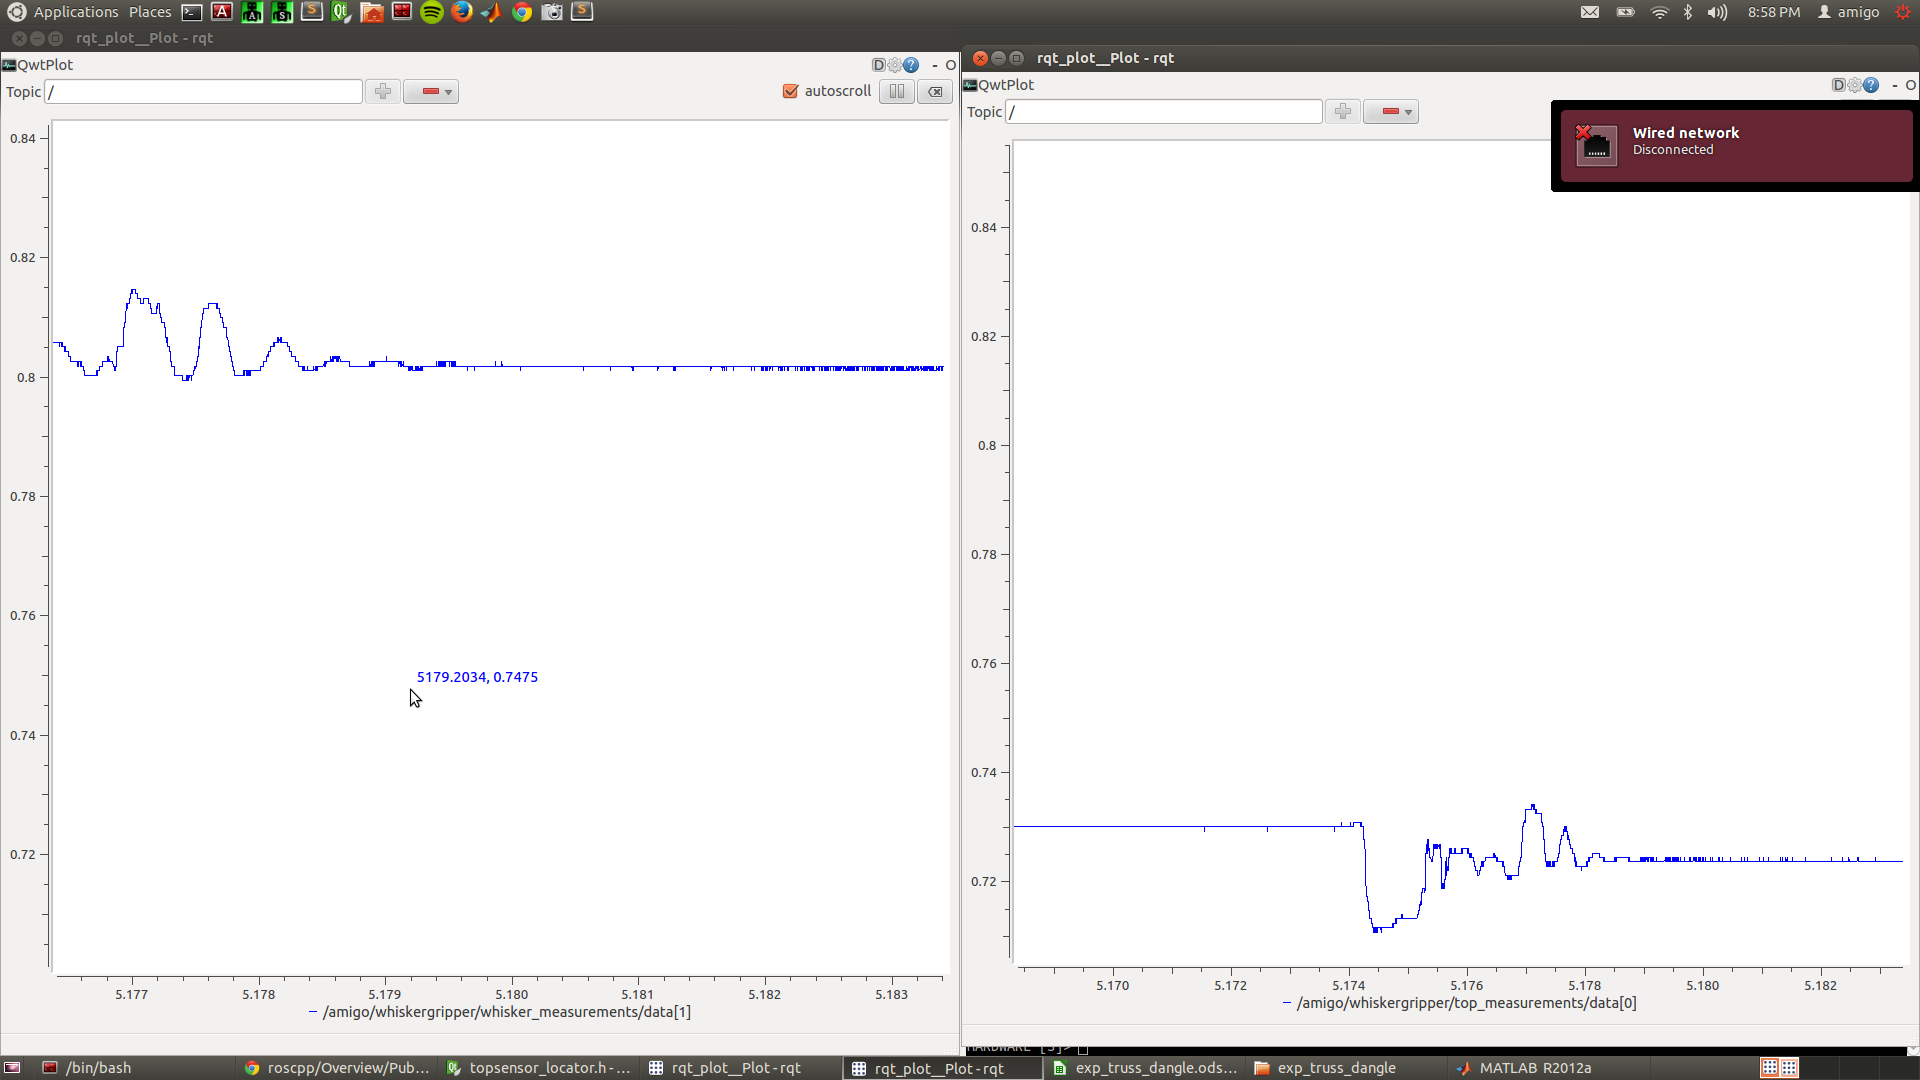 Applications Places
8:58 PM amigo
rqt_plot__Plot - rqt
QwtPlot
D ? - O
Topic /
autoscroll
0.84
0.82
0.8
0.78
0.76
0.74
0.72
5179.2034, 0.7475
5.177 5.178 5.179 5.180 5.181 5.182 5.183
/amigo/whiskergripper/whisker_measurements/data[1]
rqt_plot__Plot - rqt
QwtPlot
D ? - O
Topic /
Wired network
Disconnected
0.84
0.82
0.8
0.78
0.76
0.74
0.72
5.170 5.172 5.174 5.176 5.178 5.180 5.182
/amigo/whiskergripper/top_measurements/data[0]
/bin/bash
roscpp/Overview/Pub...
topsensor_locator.h - ...
rqt_plot__Plot - rqt
rqt_plot__Plot - rqt
exp_truss_dangle.ods...
exp_truss_dangle
MATLAB R2012a